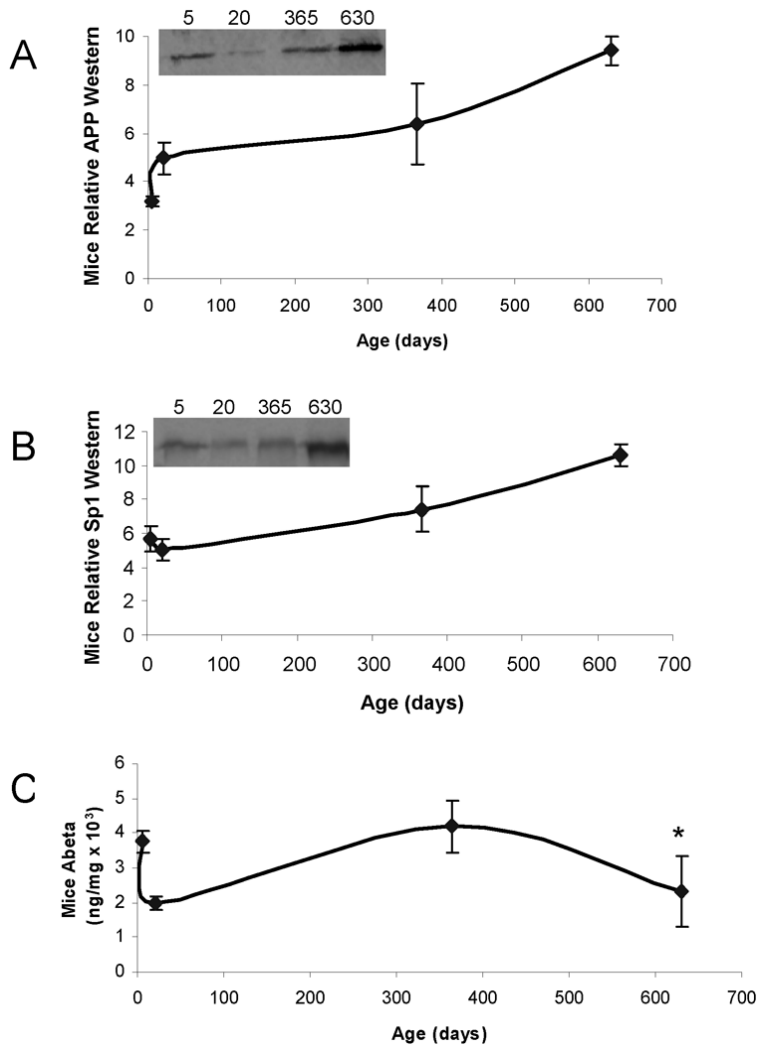 A
5 20 365 630
Mice Relative APP Western
10
8
6
4
2
0
0 100 200 300 400 500 600 700
Age (days)
B
5 20 365 630
Mice Relative Sp1 Western
12
10
8
6
4
2
0
0 100 200 300 400 500 600 700
Age (days)
C
Mice Abeta
(ng/mg x 10³)
6
5
4
3
2
1
0
*
0 100 200 300 400 500 600 700
Age (days)